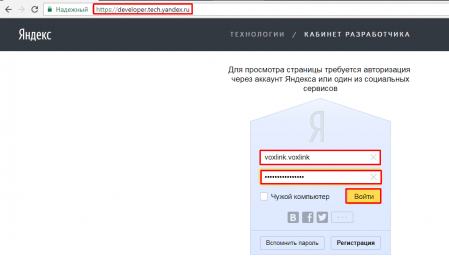 Надежный https://developer.tech.yandex.ru
Яндекс ТЕХНОЛОГИИ / КАБИНЕТ РАЗРАБОТЧИКА
Для просмотра страницы требуется авторизация
через аккаунт Яндекса или один из социальных
сервисов
Я
voxlink.voxlink
••••••••••••••••
Чужой компьютер Войти
Вспомнить пароль Регистрация